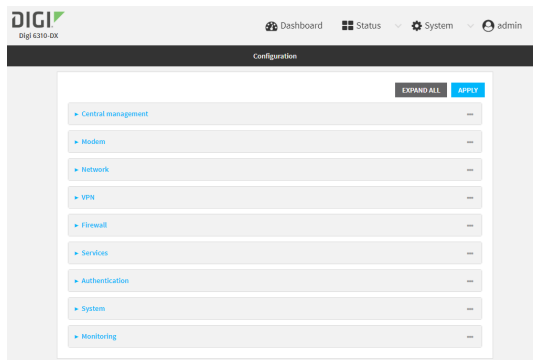 DIGI
Digi 6310-DX
Dashboard Status System admin
Configuration
EXPAND ALL APPLY
Central management
Modem
Network
VPN
Firewall
Services
Authentication
System
Monitoring